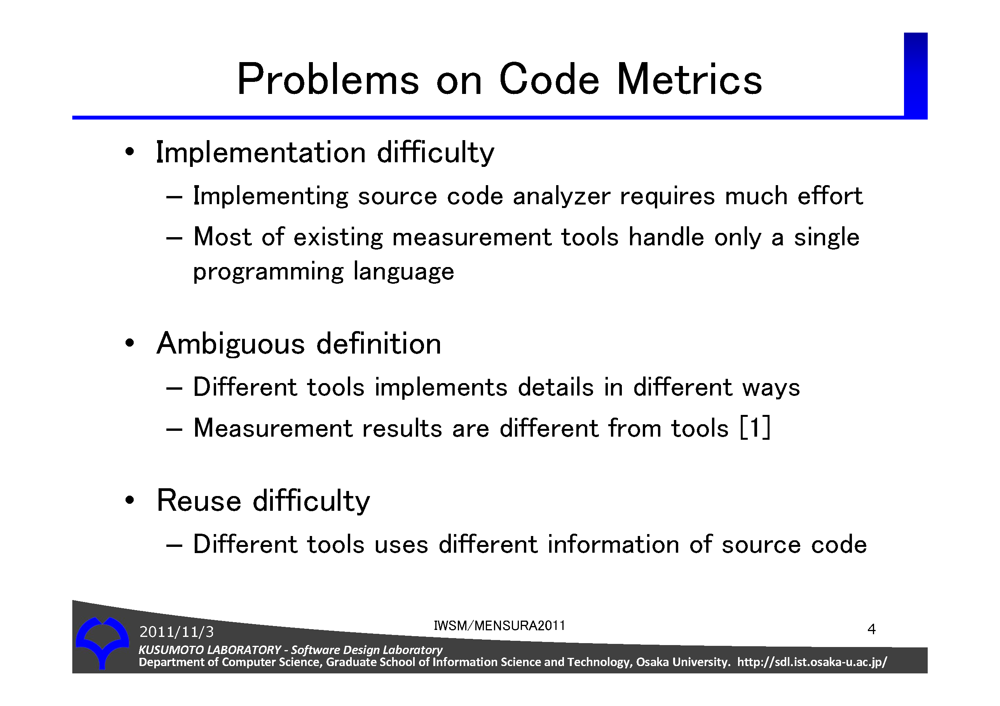 Problems on Code Metrics
• Implementation difficulty
– Implementing source code analyzer requires much effort
– Most of existing measurement tools handle only a single
programming language
• Ambiguous definition
– Different tools implements details in different ways
– Measurement results are different from tools [1]
• Reuse difficulty
– Different tools uses different information of source code
IWSM/MENSURA2011
2011/11/3
4
KUSUMOTO LABORATORY - Software Design Laboratory
Department of Computer Science, Graduate School of Information Science and Technology, Osaka University. http://sdl.ist.osaka-u.ac.jp/